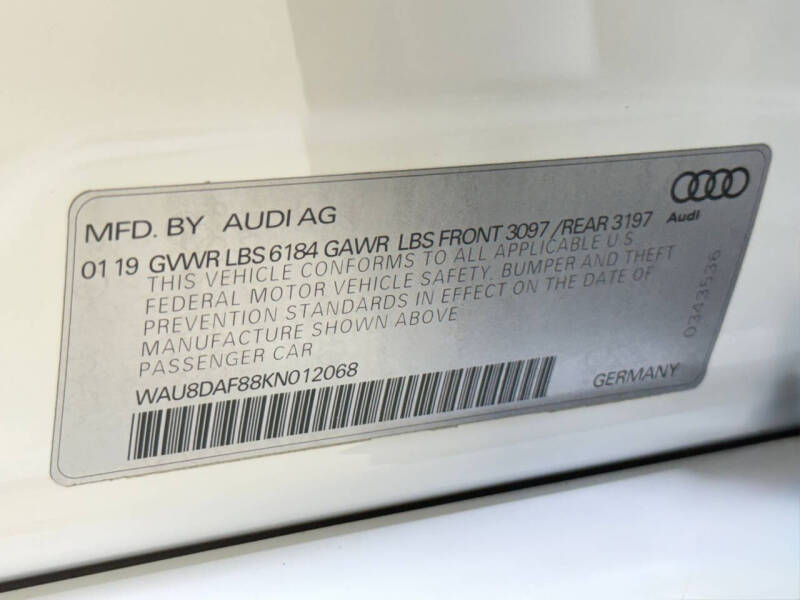 MFD. BY AUDI AG
Audi
01 19 GVWR LBS 6184 GAWR LBS FRONT 3097 /REAR 3197
THIS VEHICLE CONFORMS TO ALL APPLICABLE U.S
FEDERAL MOTOR VEHICLE SAFETY, BUMPER AND THEFT
PREVENTION STANDARDS IN EFFECT ON THE DATE OF
MANUFACTURE SHOWN ABOVE
PASSENGER CAR
WAU8DAF88KN012068
GERMANY
0343536